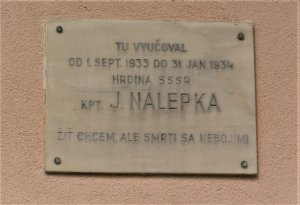 TU VYUČOVAL
OD 1. SEPT. 1933 DO 31. JAN. 1934
HRDINA SSSR
KPT. J. NÁLEPKA
ŽIŤ CHCEM, ALE SMRTI SA NEBOJÍM!